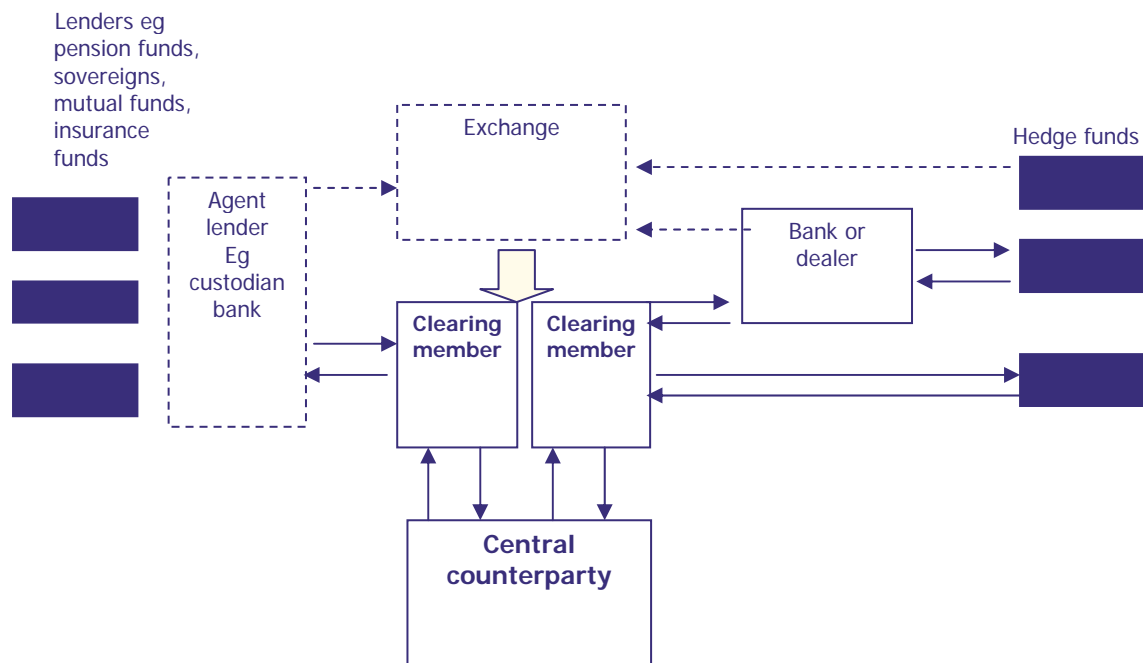 Lenders eg
pension funds,
sovereigns,
mutual funds,
insurance
funds
Exchange
Hedge funds
Agent
lender
Eg
custodian
bank
Bank or
dealer
Clearing
member
Clearing
member
Central
counterparty